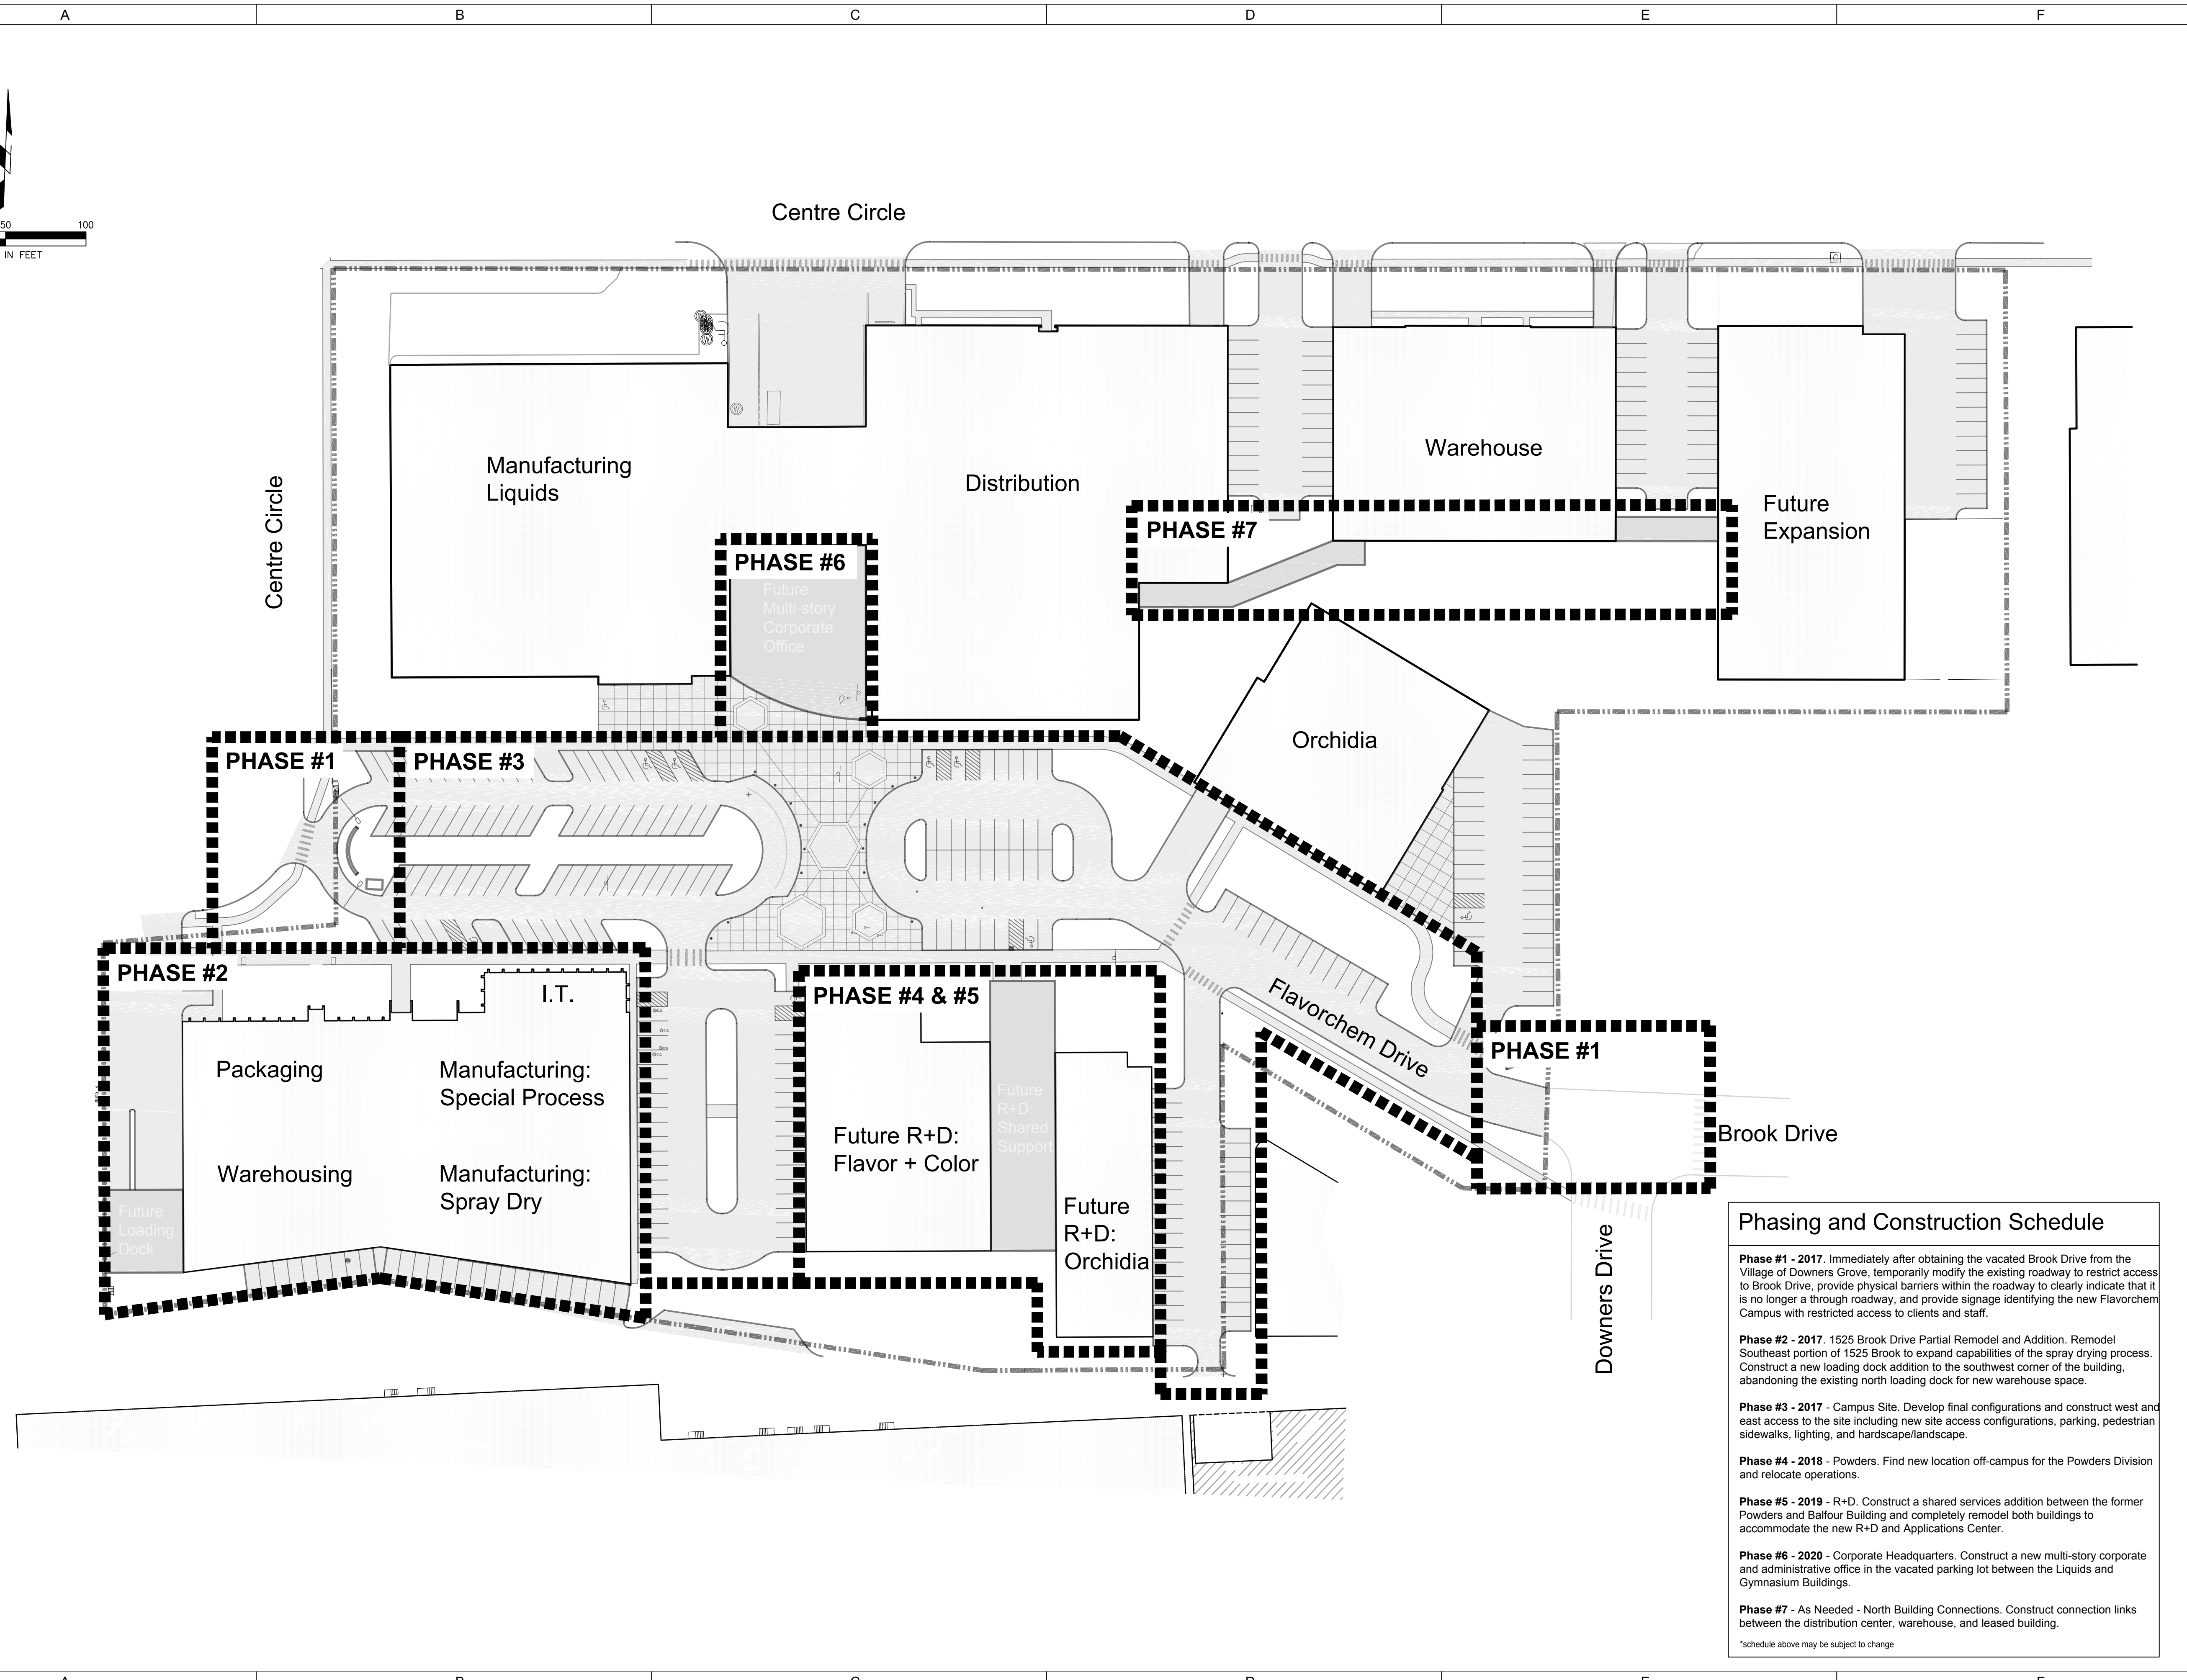 A B C D E F
50 100
IN FEET
Centre Circle
Centre Circle
Manufacturing
Liquids
Distribution
Warehouse
Future
Expansion
PHASE #7
PHASE #6
Future
Multi-story
Corporate
Office
Orchidia
PHASE #1
PHASE #3
PHASE #2
I.T.
Packaging
Manufacturing:
Special Process
Warehousing
Manufacturing:
Spray Dry
Future
Loading
Dock
PHASE #4 & #5
Future R+D:
Flavor + Color
Future
R+D:
Shared
Support
Future
R+D:
Orchidia
Flavorchem Drive
PHASE #1
Brook Drive
Downers Drive
Phasing and Construction Schedule
Phase #1 - 2017. Immediately after obtaining the vacated Brook Drive from the
Village of Downers Grove, temporarily modify the existing roadway to restrict access
to Brook Drive, provide physical barriers within the roadway to clearly indicate that it
is no longer a through roadway, and provide signage identifying the new Flavorchem
Campus with restricted access to clients and staff.
Phase #2 - 2017. 1525 Brook Drive Partial Remodel and Addition. Remodel
Southeast portion of 1525 Brook to expand capabilities of the spray drying process.
Construct a new loading dock addition to the southwest corner of the building,
abandoning the existing north loading dock for new warehouse space.
Phase #3 - 2017 - Campus Site. Develop final configurations and construct west and
east access to the site including new site access configurations, parking, pedestrian
sidewalks, lighting, and hardscape/landscape.
Phase #4 - 2018 - Powders. Find new location off-campus for the Powders Division
and relocate operations.
Phase #5 - 2019 - R+D. Construct a shared services addition between the former
Powders and Balfour Building and completely remodel both buildings to
accommodate the new R+D and Applications Center.
Phase #6 - 2020 - Corporate Headquarters. Construct a new multi-story corporate
and administrative office in the vacated parking lot between the Liquids and
Gymnasium Buildings.
Phase #7 - As Needed - North Building Connections. Construct connection links
between the distribution center, warehouse, and leased building.
*schedule above may be subject to change